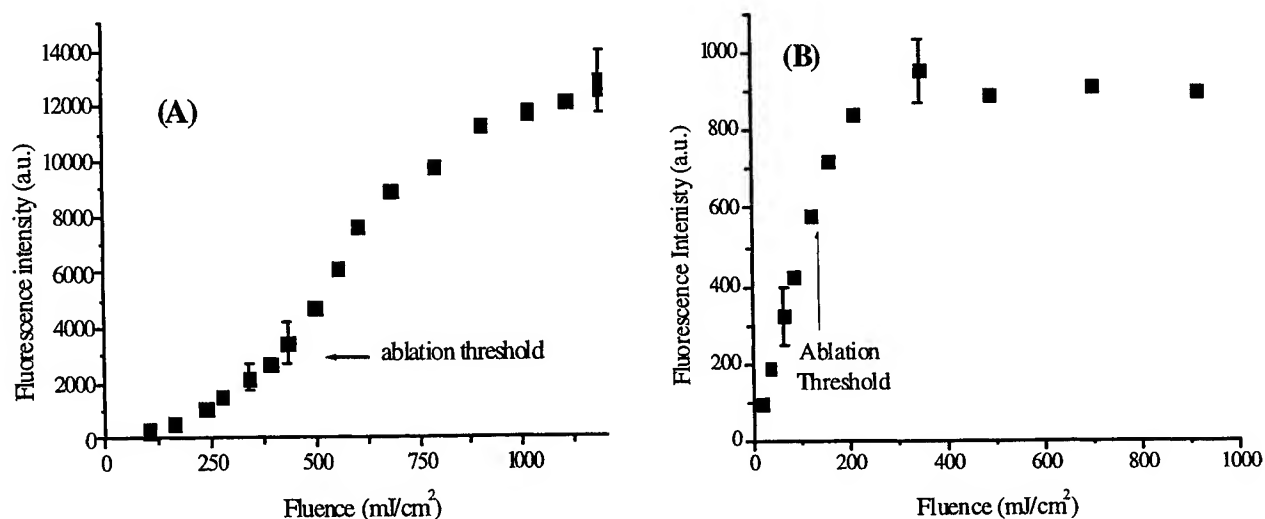 (A)
Fluorescence intensity (a.u.)
14000
12000
10000
8000
6000
4000
2000
0
ablation threshold
0 250 500 750 1000
Fluence (mJ/cm²)
(B)
Fluorescence Intenisty (a.u.)
1000
800
600
400
200
0
Ablation
Threshold
0 200 400 600 800 1000
Fluence (mJ/cm²)